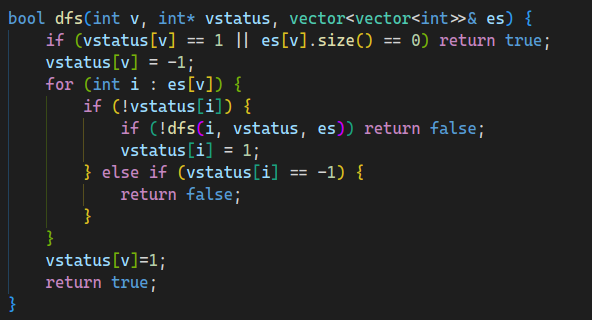 bool dfs(int v, int* vstatus, vector<vector<int>>& es) {
    if (vstatus[v] == 1 || es[v].size() == 0) return true;
    vstatus[v] = -1;
    for (int i : es[v]) {
        if (!vstatus[i]) {
            if (!dfs(i, vstatus, es)) return false;
            vstatus[i] = 1;
        } else if (vstatus[i] == -1) {
            return false;
        }
    }
    vstatus[v]=1;
    return true;
}